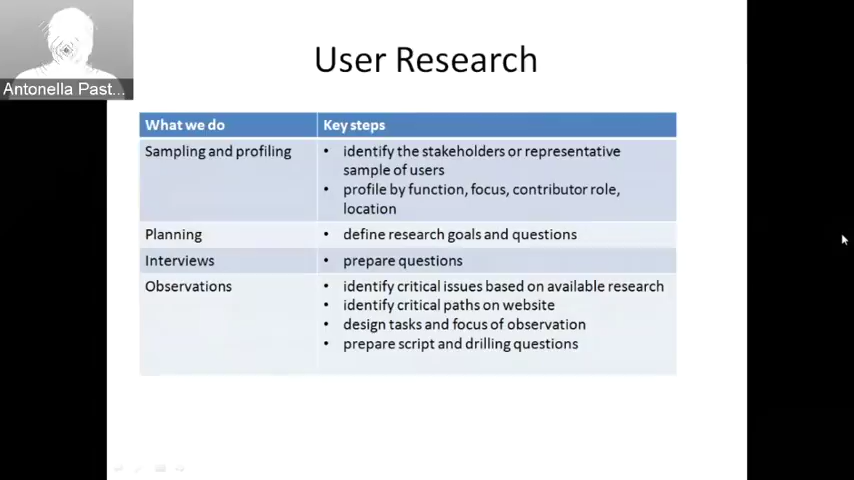 User Research
Antonella Past...
What we do Key steps
Sampling and profiling • identify the stakeholders or representative
sample of users
• profile by function, focus, contributor role,
location
Planning • define research goals and questions
Interviews • prepare questions
Observations • identify critical issues based on available research
• identify critical paths on website
• design tasks and focus of observation
• prepare script and drilling questions